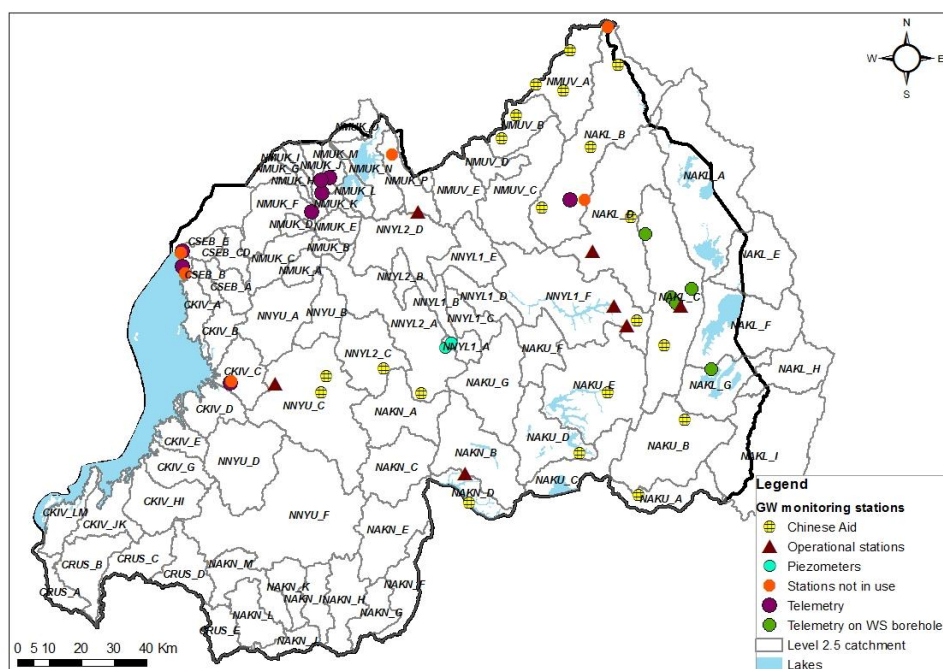 N
W E
S
NMUV_A
NMUV_B
NAKL_B
NMUK_M
NMUK_I
NMUK_G
NMUK_J
NMUK_N
NMUV_D
NMUK_L
NMUK_P
NMUV_E
NMUV_C
NAKL_A
NMUK_F
NMUK_K
NAKL_D
NMUK_D
NMUK_E
NNYL2_D
CSEB_E
CSEB_CD
NMUK_B
NMUK_C
NNYL1_E
NAKL_E
CSEB_B
NMUK_A
NNYL2_B
CSEB_A
NNYL1_D
NNYL1_F
NAKL_C
CKIV_A
NNYL1_B
NNYU_A
NNYU_B
NNYL2_A
NNYL1_C
CKIV_B
NAKL_F
NNYL1_A
NAKU_F
NNYL2_C
CKIV_C
NAKL_H
NAKU_G
NAKU_E
NAKL_G
NNYU_C
CKIV_D
NAKN_A
NAKU_D
CKIV_E
NAKU_B
NAKN_B
NNYU_D
NAKN_C
NAKL_I
CKIV_G
NAKU_C
NAKN_D
NAKU_A
CKIV_HI
CKIV_LM
NNYU_F
CKIV_JK
NAKN_E
CRUS_C
CRUS_B
NAKN_M
CRUS_D
NAKN_K
NAKN_F
CRUS_A
NAKN_I
NAKN_H
NAKN_L
NAKN_G
CRUS_E
Legend
GW monitoring stations
Chinese Aid
Operational stations
Piezometers
Stations not in use
Telemetry
Telemetry on WS borehole
Level 2.5 catchment
Lakes
0 5 10 20 30 40 Km